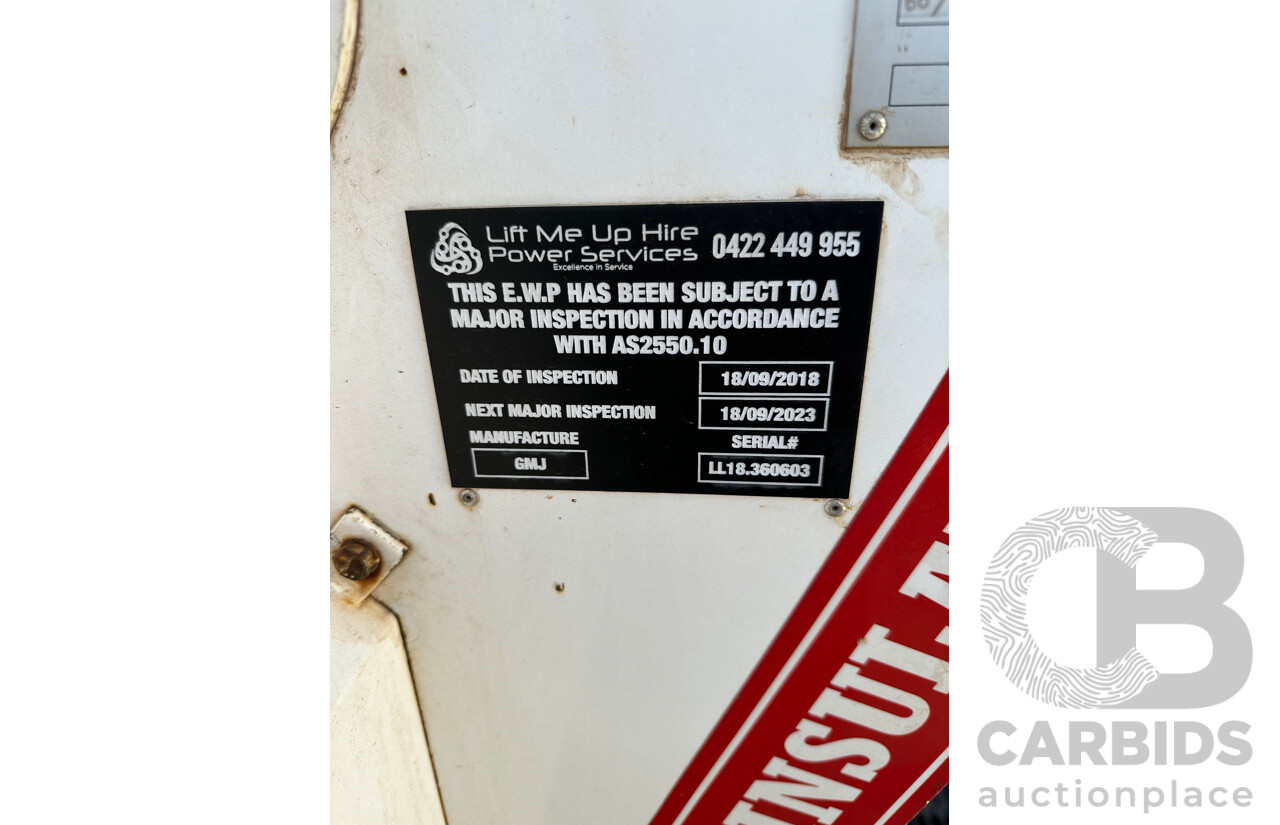 Lift Me Up Hire
Power Services
Excellence in Service
0422 449 955
THIS E.W.P HAS BEEN SUBJECT TO A
MAJOR INSPECTION IN ACCORDANCE
WITH AS2550.10
DATE OF INSPECTION 18/09/2018
NEXT MAJOR INSPECTION 18/09/2023
MANUFACTURE SERIAL#
GMJ LL18.360603
CB
CARBIDS
auctionplace